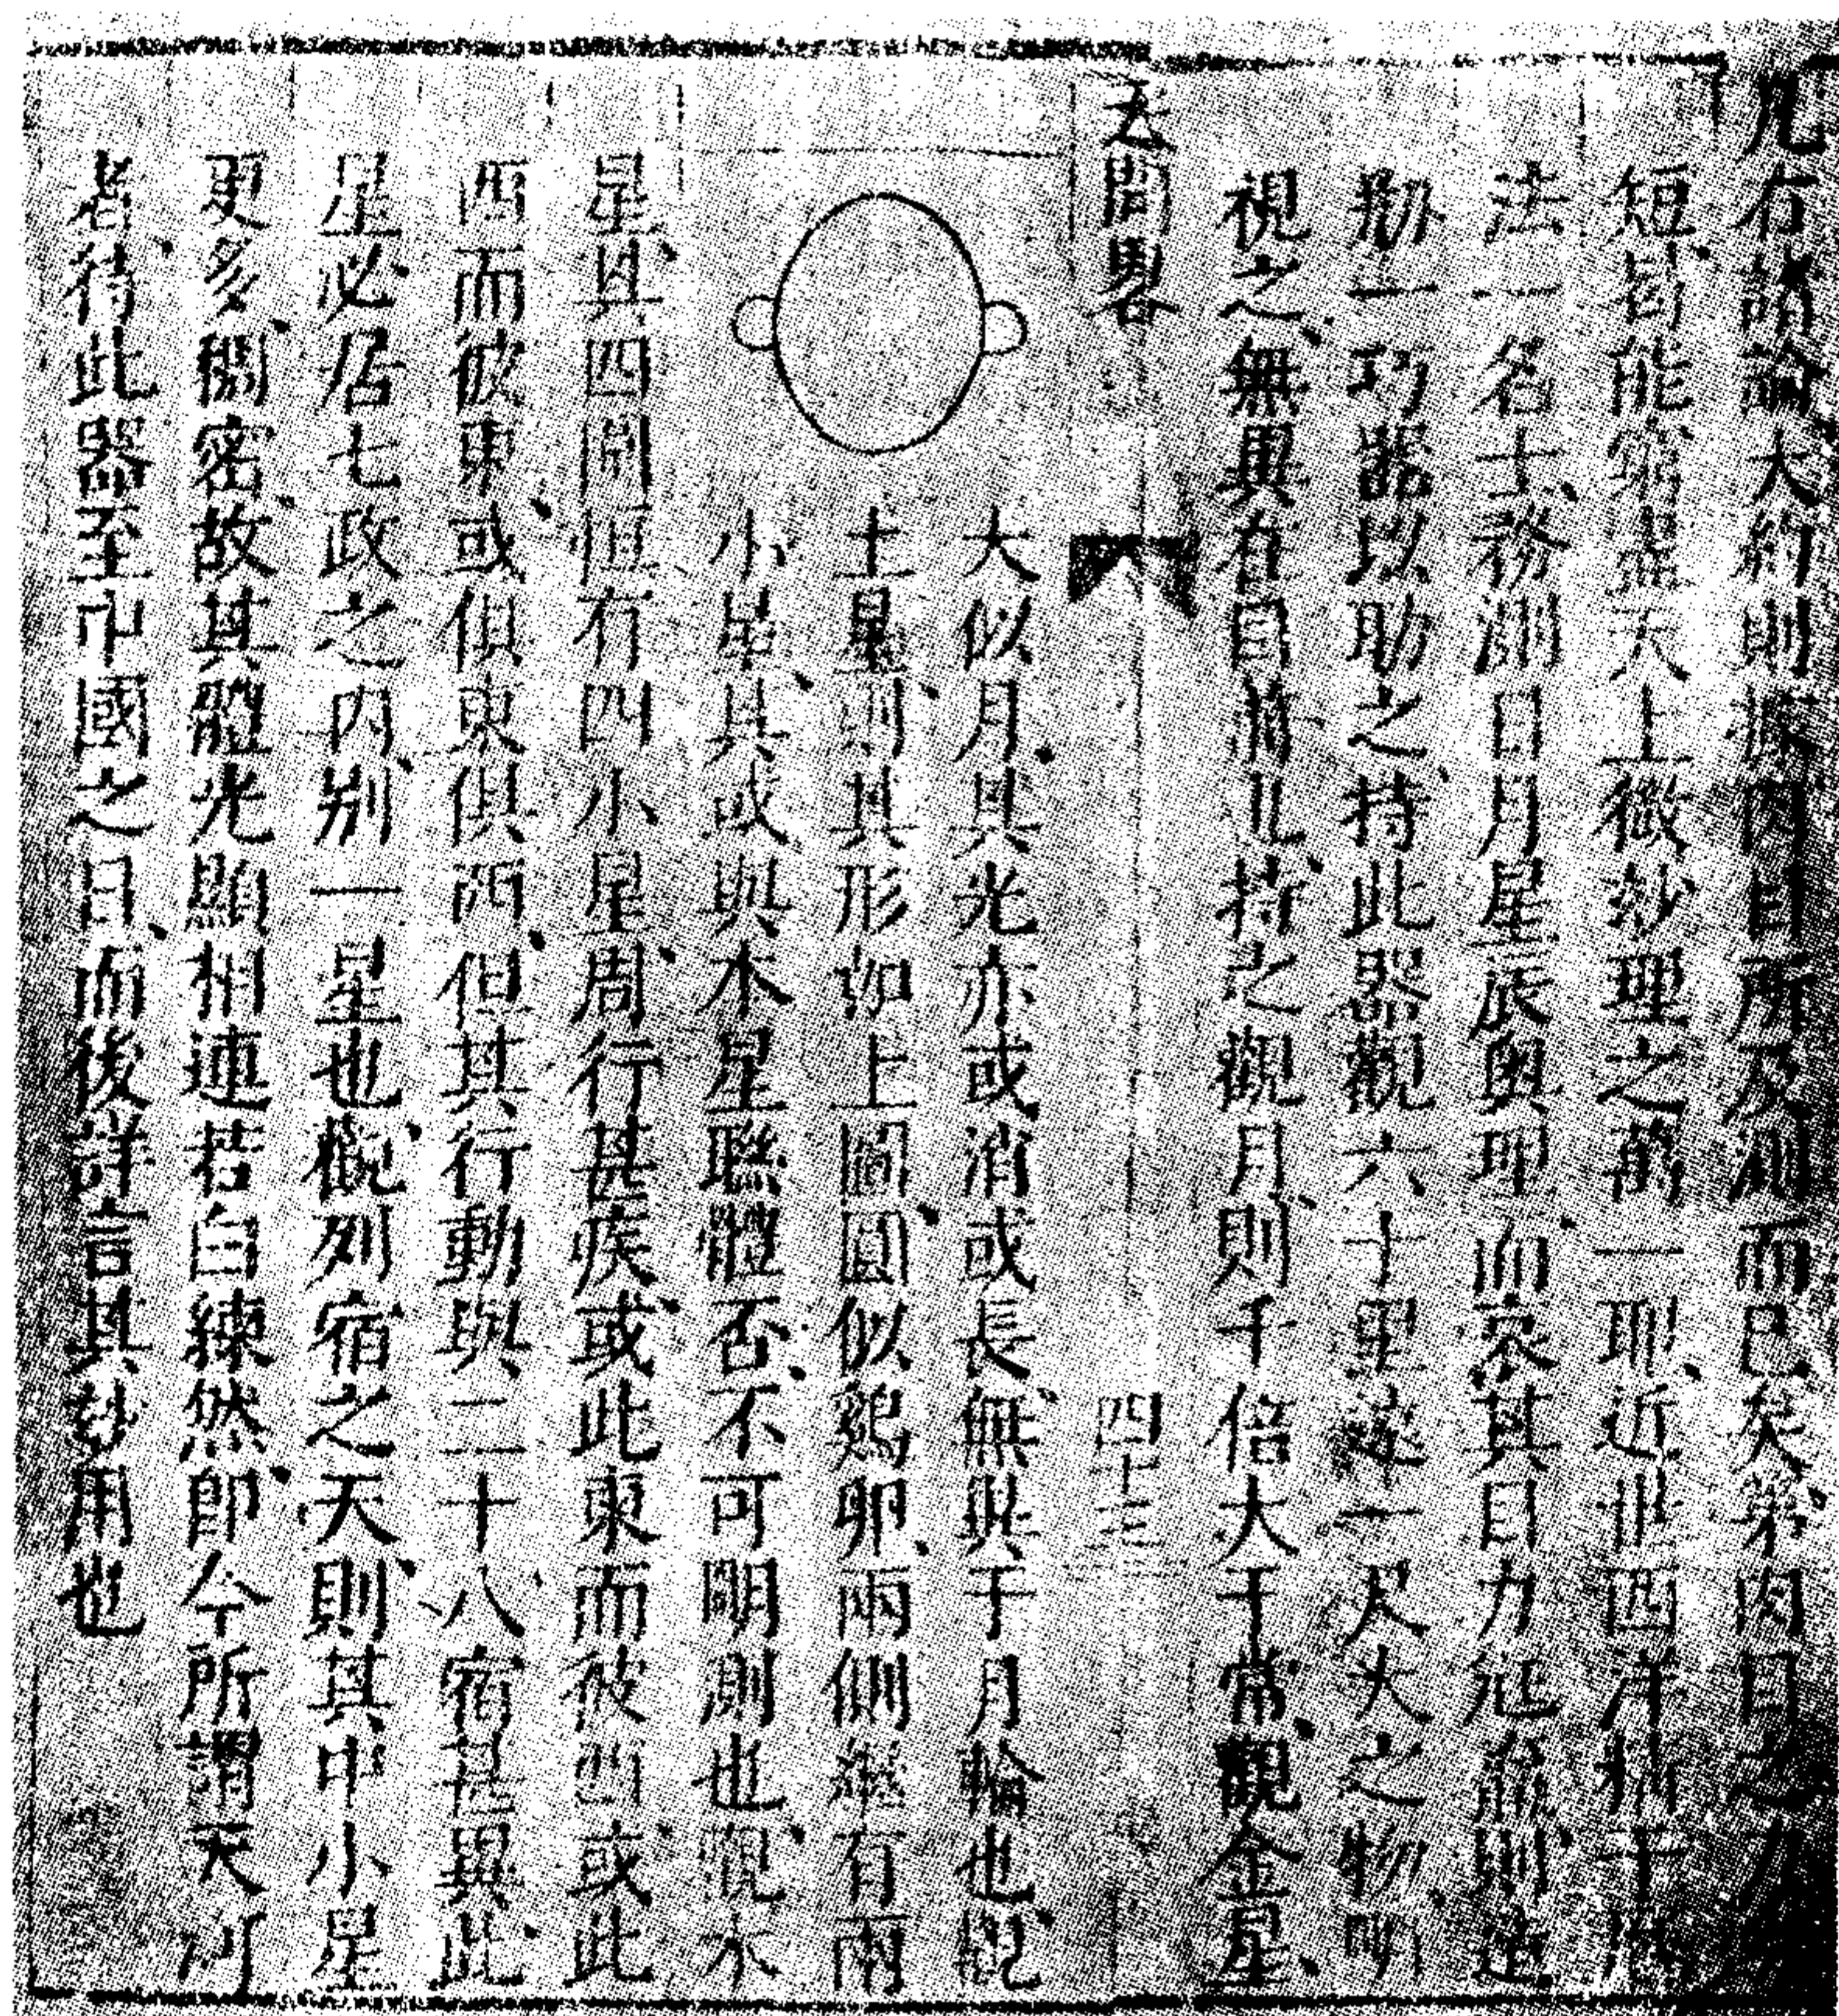 凡右諸論大約則據肉目所及測而已矣第肉目之力
短曷能窮盡天上微玅理之萬一耶近世西洋精于曆
法一名士務測日月星辰奧理而哀其目力尫羸則造
刱一巧器以助之持此器觀六十里遠一尺大之物明
視之無異在目前也持之觀月則千倍大于常觀金星
天問畧
四十三
大似月其光亦或消或長無異于月輪也觀
土星則其形如上圖圓似鷄卵兩側繼有兩
小星其或與本星聯體否不可明測也觀木
星其四圍恒有四小星周行甚疾或此東而彼西或此
西而彼東或俱東俱西但其行動與二十八宿甚異此
星必居七政之內别一星也觀列宿之天則其中小星
更多稠密故其體光顯相連若白練然即今所謂天河
者待此器至中國之日而後詳言其玅用也